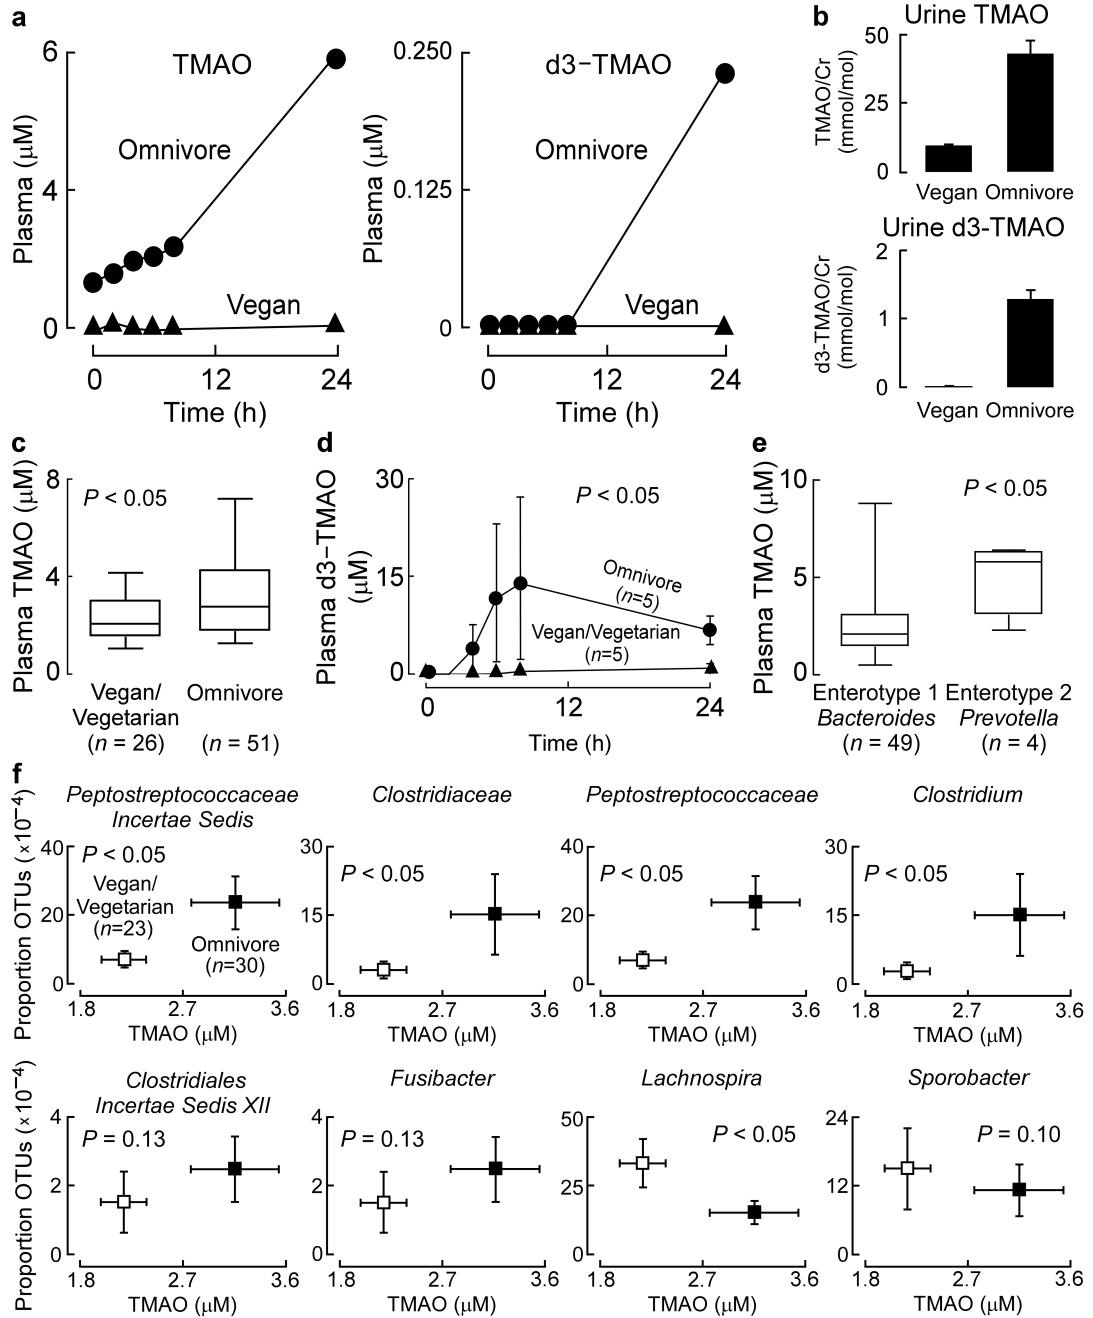 a
TMAO
Plasma (μM)
6
4
0
Omnivore
Vegan
0 12 24
Time (h)
d3−TMAO
Plasma (μM)
0.250
0.125
0
Omnivore
Vegan
0 12 24
Time (h)
b
Urine TMAO
TMAO/Cr
(mmol/mol)
50
25
0
Vegan Omnivore
Urine d3-TMAO
d3-TMAO/Cr
(mmol/mol)
2
1
0
Vegan Omnivore
c
Plasma TMAO (μM)
8
4
0
P < 0.05
Vegan/
Vegetarian
(n = 26)
Omnivore
(n = 51)
d
Plasma d3−TMAO
(μM)
30
15
0
P < 0.05
Omnivore
(n=5)
Vegan/Vegetarian
(n=5)
0 12 24
Time (h)
e
Plasma TMAO (μM)
10
5
0
P < 0.05
Enterotype 1
Bacteroides
(n = 49)
Enterotype 2
Prevotella
(n = 4)
f
Proportion OTUs (×10−4)
Peptostreptococcaceae
Incertae Sedis
40
20
0
P < 0.05
Vegan/
Vegetarian
(n=23)
Omnivore
(n=30)
1.8 2.7 3.6
TMAO (μM)
Clostridiaceae
30
15
0
P < 0.05
1.8 2.7 3.6
TMAO (μM)
Peptostreptococcaceae
40
20
0
P < 0.05
1.8 2.7 3.6
TMAO (μM)
Clostridium
30
15
0
P < 0.05
1.8 2.7 3.6
TMAO (μM)
Proportion OTUs (×10−4)
Clostridiales
Incertae Sedis XII
4
2
0
P = 0.13
1.8 2.7 3.6
TMAO (μM)
Fusibacter
4
2
0
P = 0.13
1.8 2.7 3.6
TMAO (μM)
Lachnospira
50
25
0
P < 0.05
1.8 2.7 3.6
TMAO (μM)
Sporobacter
24
12
0
P = 0.10
1.8 2.7 3.6
TMAO (μM)